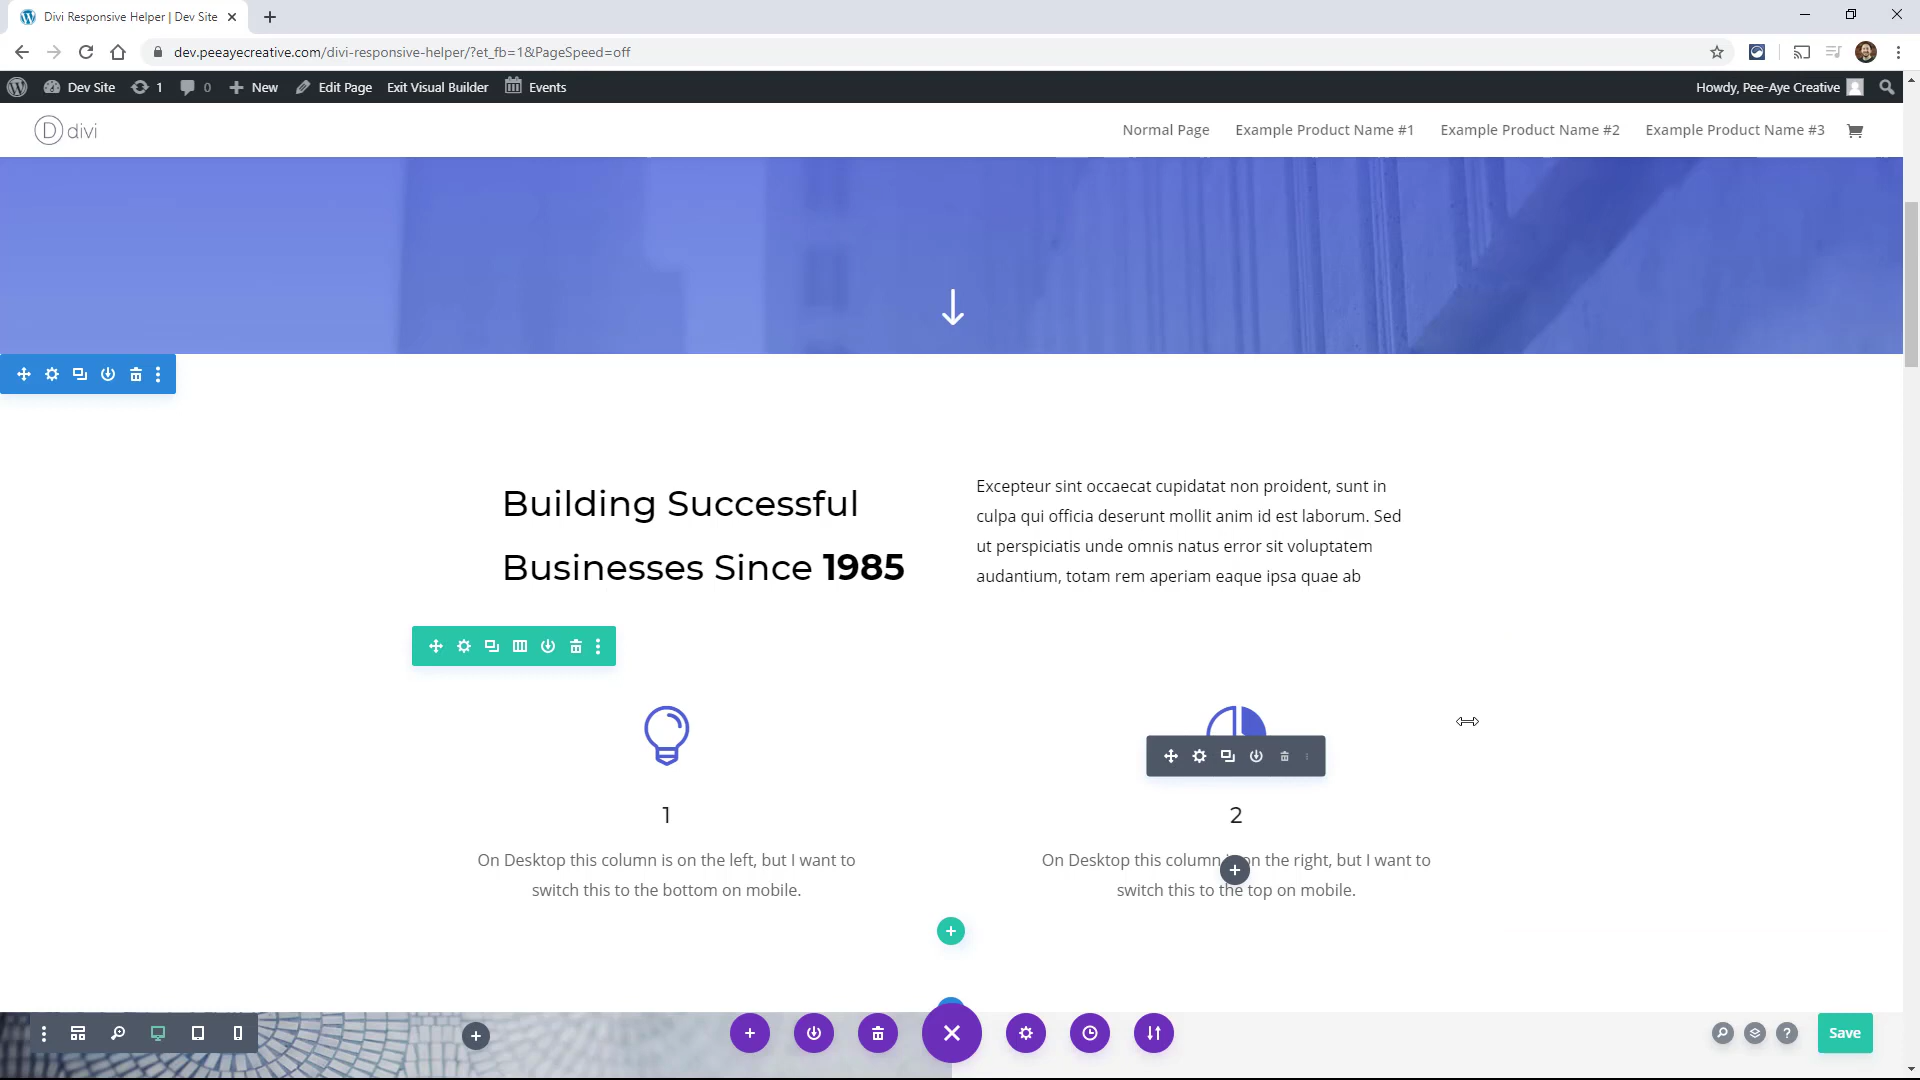 Divi Responsive Helper | Dev Site
dev.peeayecreative.com/divi-responsive-helper/?et_fb=1&PageSpeed=off
Dev Site 1 0 New Edit Page Exit Visual Builder Events Howdy, Pee-Aye Creative
D divi Normal Page Example Product Name #1 Example Product Name #2 Example Product Name #3
Building Successful
Businesses Since 1985
Excepteur sint occaecat cupidatat non proident, sunt in
culpa qui officia deserunt mollit anim id est laborum. Sed
ut perspiciatis unde omnis natus error sit voluptatem
audantium, totam rem aperiam eaque ipsa quae ab
1
On Desktop this column is on the left, but I want to
switch this to the bottom on mobile.
2
On Desktop this column is on the right, but I want to
switch this to the top on mobile.
? Save